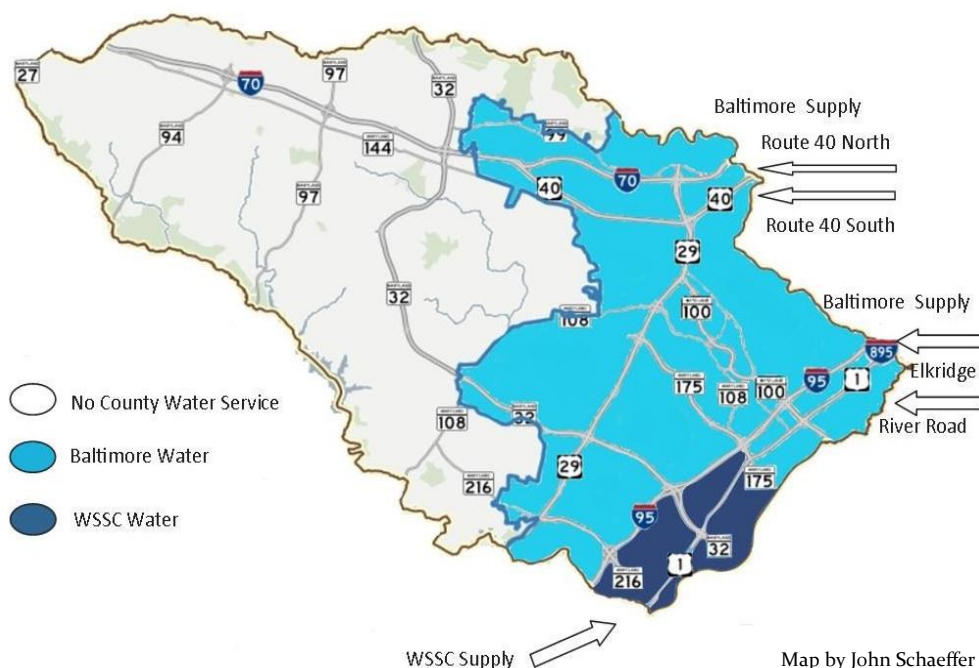 27
94
70
97
97
144
32
32
99
40
70
40
29
Baltimore Supply
Route 40 North
Route 40 South
100
108
Baltimore Supply
895
Elkridge
River Road
175
108
100
95
1
32
108
29
216
175
95
32
216
1
No County Water Service
Baltimore Water
WSSC Water
WSSC Supply
Map by John Schaeffer